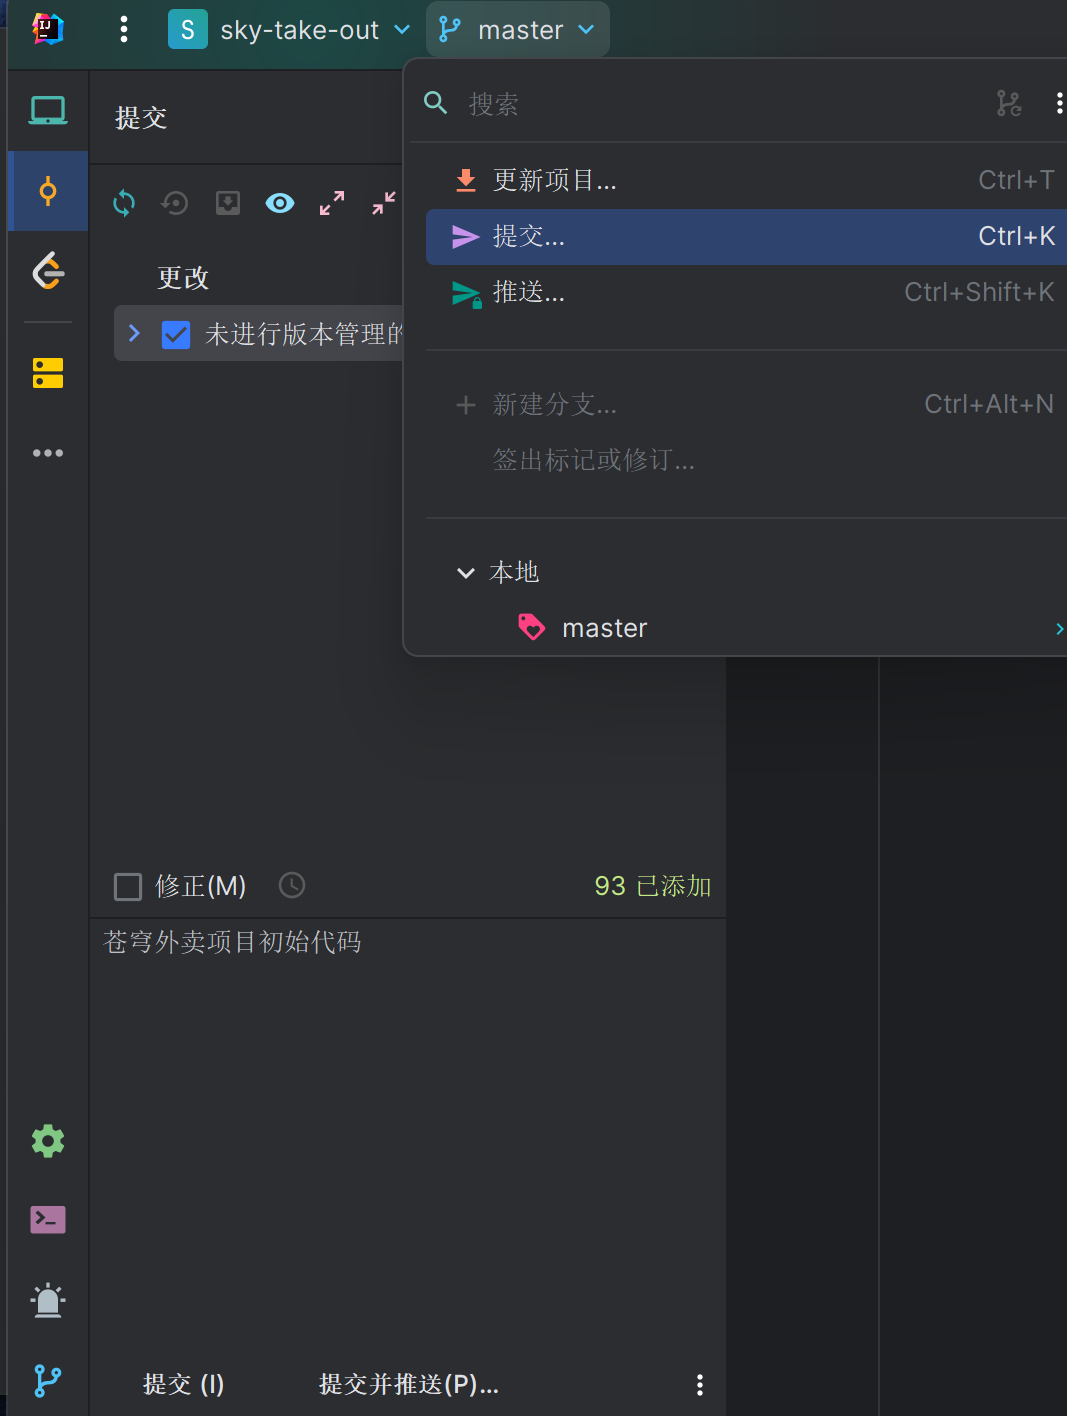 S sky-take-out master
提交
搜索
更新项目... Ctrl+T
提交... Ctrl+K
推送... Ctrl+Shift+K
更改
未进行版本管理的
新建分支... Ctrl+Alt+N
签出标记或修订...
本地
master
修正(M) 93 已添加
苍穹外卖项目初始代码
提交 (I) 提交并推送(P)...